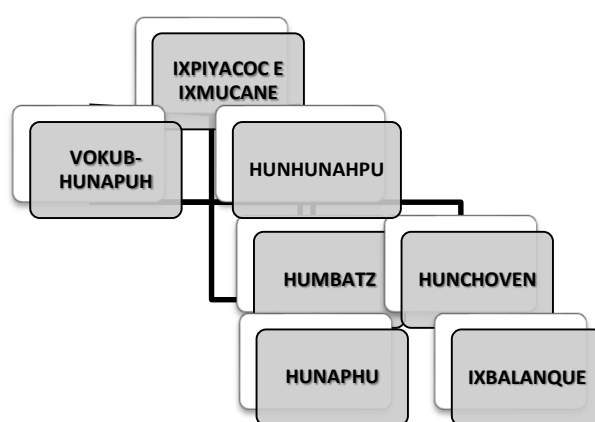 IXPIYACOC E
IXMUCANE
VOKUB-
HUNAPUH
HUNHUNAHPU
HUMBATZ
HUNCHOVEN
HUNAPHU
IXBALANQUE